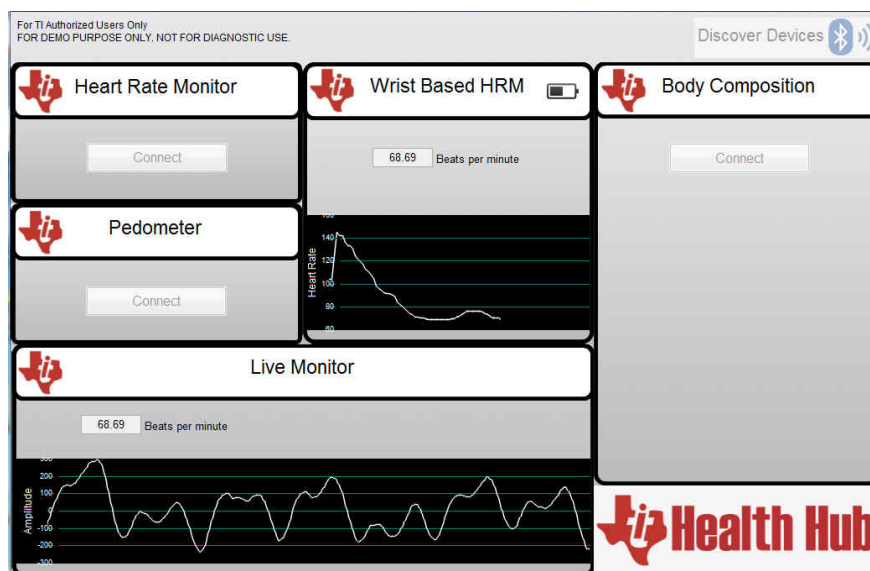 For TI Authorized Users Only
FOR DEMO PURPOSE ONLY. NOT FOR DIAGNOSTIC USE.
Discover Devices
Heart Rate Monitor
Connect
Wrist Based HRM
68.69 Beats per minute
Heart Rate
160
140
120
100
80
60
Body Composition
Connect
Pedometer
Connect
Live Monitor
68.69 Beats per minute
Amplitude
300
200
100
0
-100
-200
-300
Health Hub